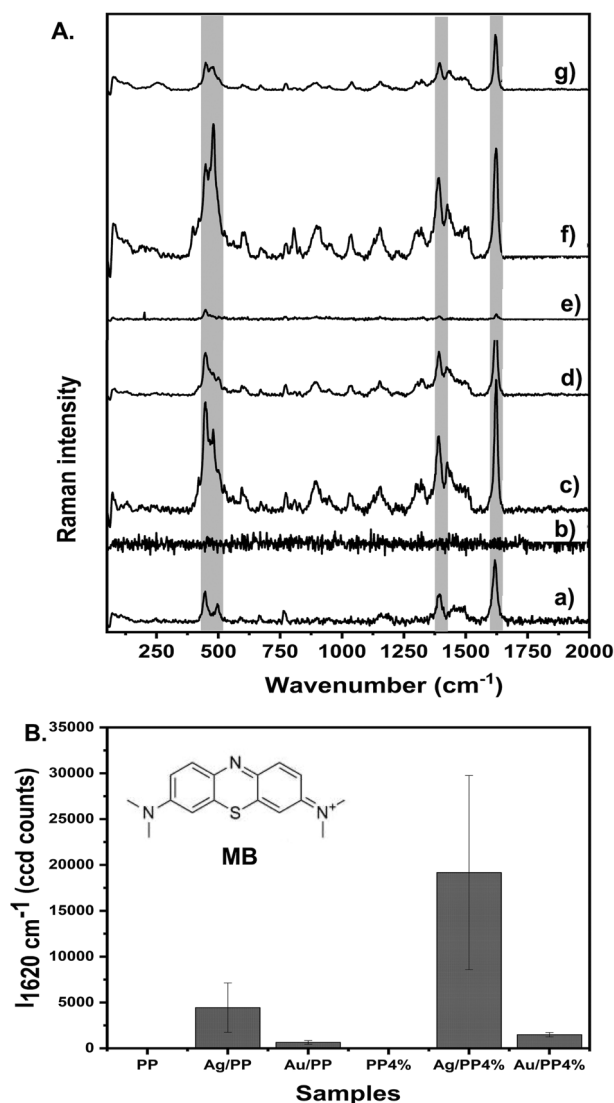 A.
g)
f)
e)
d)
c)
b)
a)
Raman intensity
250 500 750 1000 1250 1500 1750 2000
Wavenumber (cm-1)
B.
35000
30000
25000
20000
15000
10000
5000
0
I1620 cm-1 (ccd counts)
N
N
S
N+
MB
PP Ag/PP Au/PP PP4% Ag/PP4% Au/PP4%
Samples